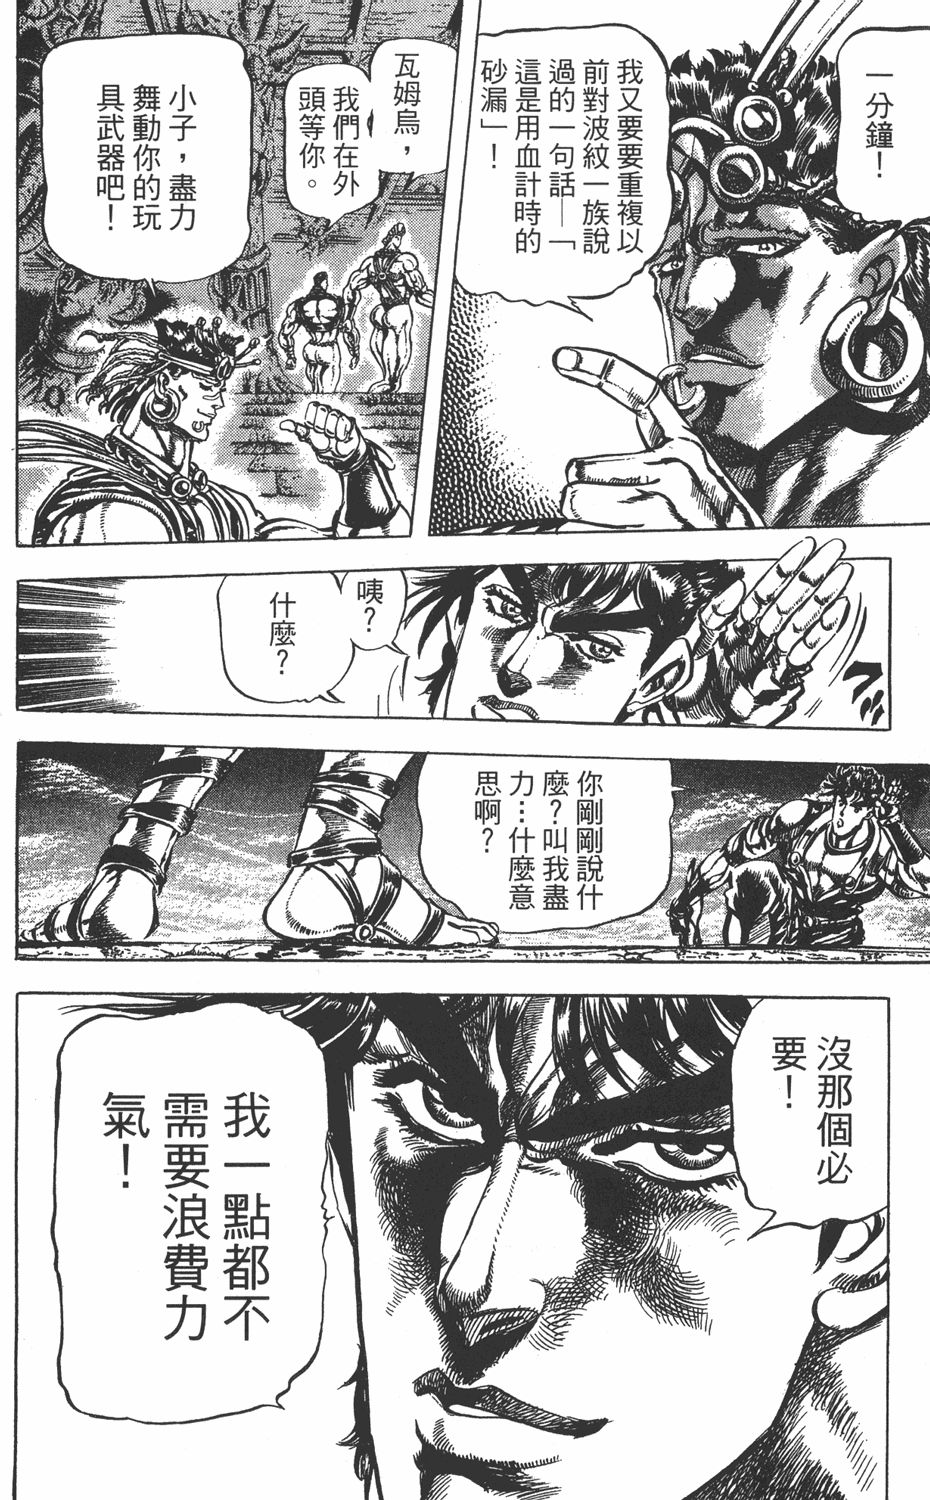 一分鐘！
我又要要重複以
前對波紋一族說
過的一句話─「
這是用血計時的
砂漏」！
瓦姆烏，
我們在外
頭等你。
小子，盡力
舞動你的玩
具武器吧！
咦？
什麼？
你剛剛說什
麼？叫我盡
力…什麼意
思啊？
沒那個必
要！
我一點都不
需要浪費力
氣！